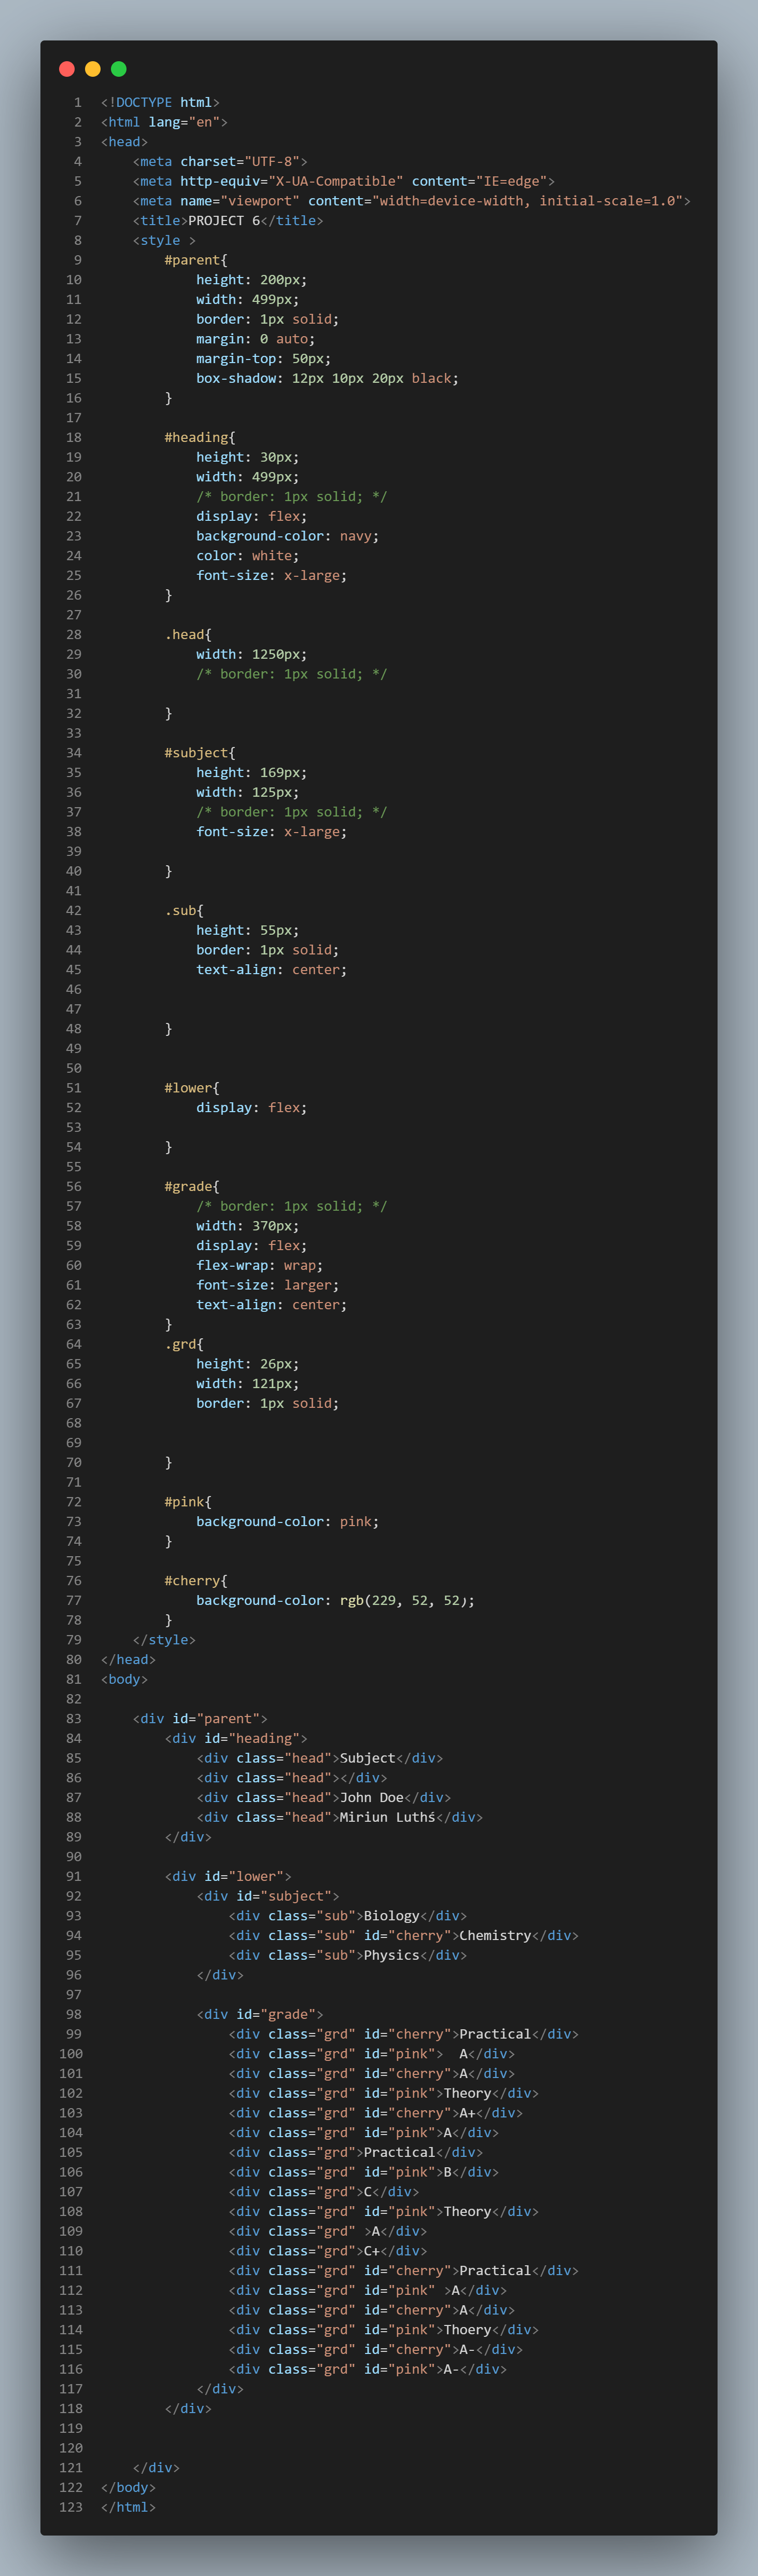 1 <!DOCTYPE html>
2 <html lang="en">
3 <head>
4     <meta charset="UTF-8">
5     <meta http-equiv="X-UA-Compatible" content="IE=edge">
6     <meta name="viewport" content="width=device-width, initial-scale=1.0">
7     <title>PROJECT 6</title>
8     <style >
9         #parent{
10             height: 200px;
11             width: 499px;
12             border: 1px solid;
13             margin: 0 auto;
14             margin-top: 50px;
15             box-shadow: 12px 10px 20px black;
16         }
17
18         #heading{
19             height: 30px;
20             width: 499px;
21             /* border: 1px solid; */
22             display: flex;
23             background-color: navy;
24             color: white;
25             font-size: x-large;
26         }
27
28         .head{
29             width: 1250px;
30             /* border: 1px solid; */
31
32         }
33
34         #subject{
35             height: 169px;
36             width: 125px;
37             /* border: 1px solid; */
38             font-size: x-large;
39
40         }
41
42         .sub{
43             height: 55px;
44             border: 1px solid;
45             text-align: center;
46
47
48         }
49
50
51         #lower{
52             display: flex;
53
54         }
55
56         #grade{
57             /* border: 1px solid; */
58             width: 370px;
59             display: flex;
60             flex-wrap: wrap;
61             font-size: larger;
62             text-align: center;
63         }
64         .grd{
65             height: 26px;
66             width: 121px;
67             border: 1px solid;
68
69
70         }
71
72         #pink{
73             background-color: pink;
74         }
75
76         #cherry{
77             background-color: rgb(229, 52, 52);
78         }
79     </style>
80 </head>
81 <body>
82
83     <div id="parent">
84         <div id="heading">
85             <div class="head">Subject</div>
86             <div class="head"></div>
87             <div class="head">John Doe</div>
88             <div class="head">Miriun Luthś</div>
89         </div>
90
91         <div id="lower">
92             <div id="subject">
93                 <div class="sub">Biology</div>
94                 <div class="sub" id="cherry">Chemistry</div>
95                 <div class="sub">Physics</div>
96             </div>
97
98             <div id="grade">
99                 <div class="grd" id="cherry">Practical</div>
100                 <div class="grd" id="pink">  A</div>
101                 <div class="grd" id="cherry">A</div>
102                 <div class="grd" id="pink">Theory</div>
103                 <div class="grd" id="cherry">A+</div>
104                 <div class="grd" id="pink">A</div>
105                 <div class="grd">Practical</div>
106                 <div class="grd" id="pink">B</div>
107                 <div class="grd">C</div>
108                 <div class="grd" id="pink">Theory</div>
109                 <div class="grd" >A</div>
110                 <div class="grd">C+</div>
111                 <div class="grd" id="cherry">Practical</div>
112                 <div class="grd" id="pink" >A</div>
113                 <div class="grd" id="cherry">A</div>
114                 <div class="grd" id="pink">Thoery</div>
115                 <div class="grd" id="cherry">A-</div>
116                 <div class="grd" id="pink">A-</div>
117             </div>
118         </div>
119
120
121     </div>
122 </body>
123 </html>